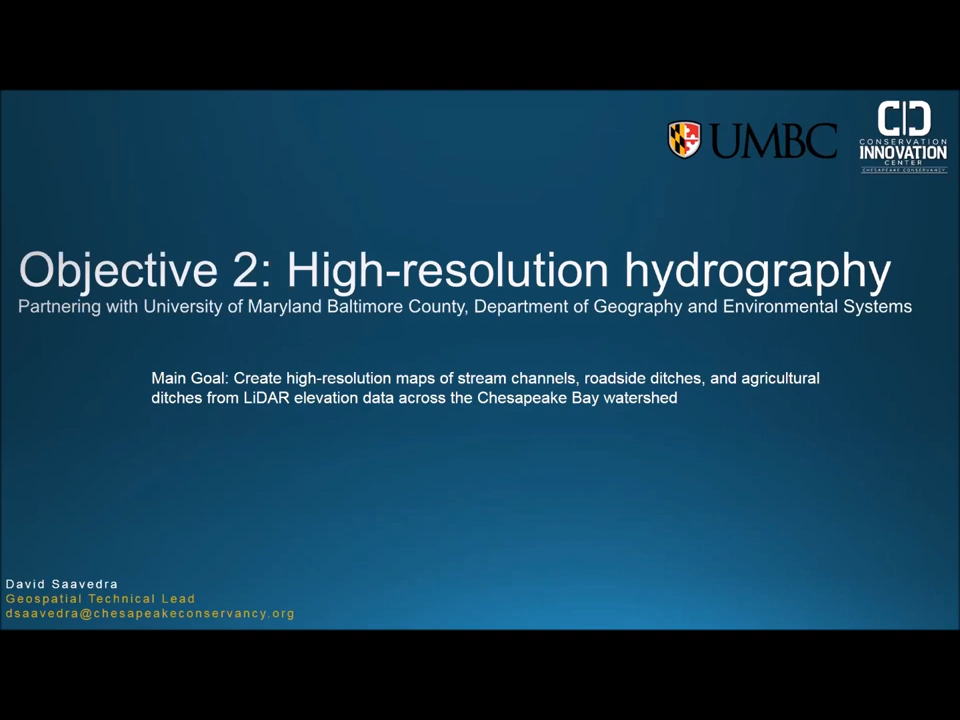 UMBC
CONSERVATION
INNOVATION
CENTER
CHESAPEAKE CONSERVANCY
Objective 2: High-resolution hydrography
Partnering with University of Maryland Baltimore County, Department of Geography and Environmental Systems
Main Goal: Create high-resolution maps of stream channels, roadside ditches, and agricultural
ditches from LiDAR elevation data across the Chesapeake Bay watershed
David Saavedra
Geospatial Technical Lead
dsaavedra@chesapeakeconservancy.org